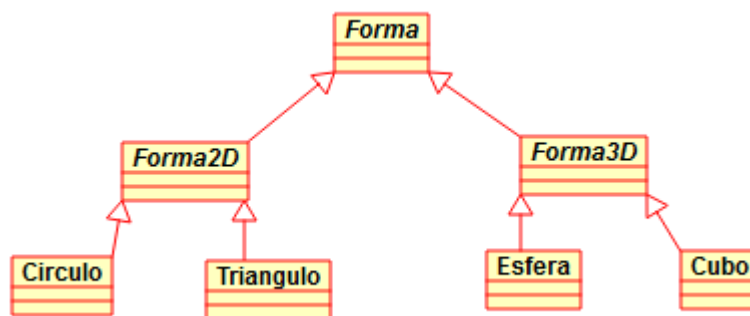 Forma
Forma2D
Forma3D
Circulo
Triangulo
Esfera
Cubo